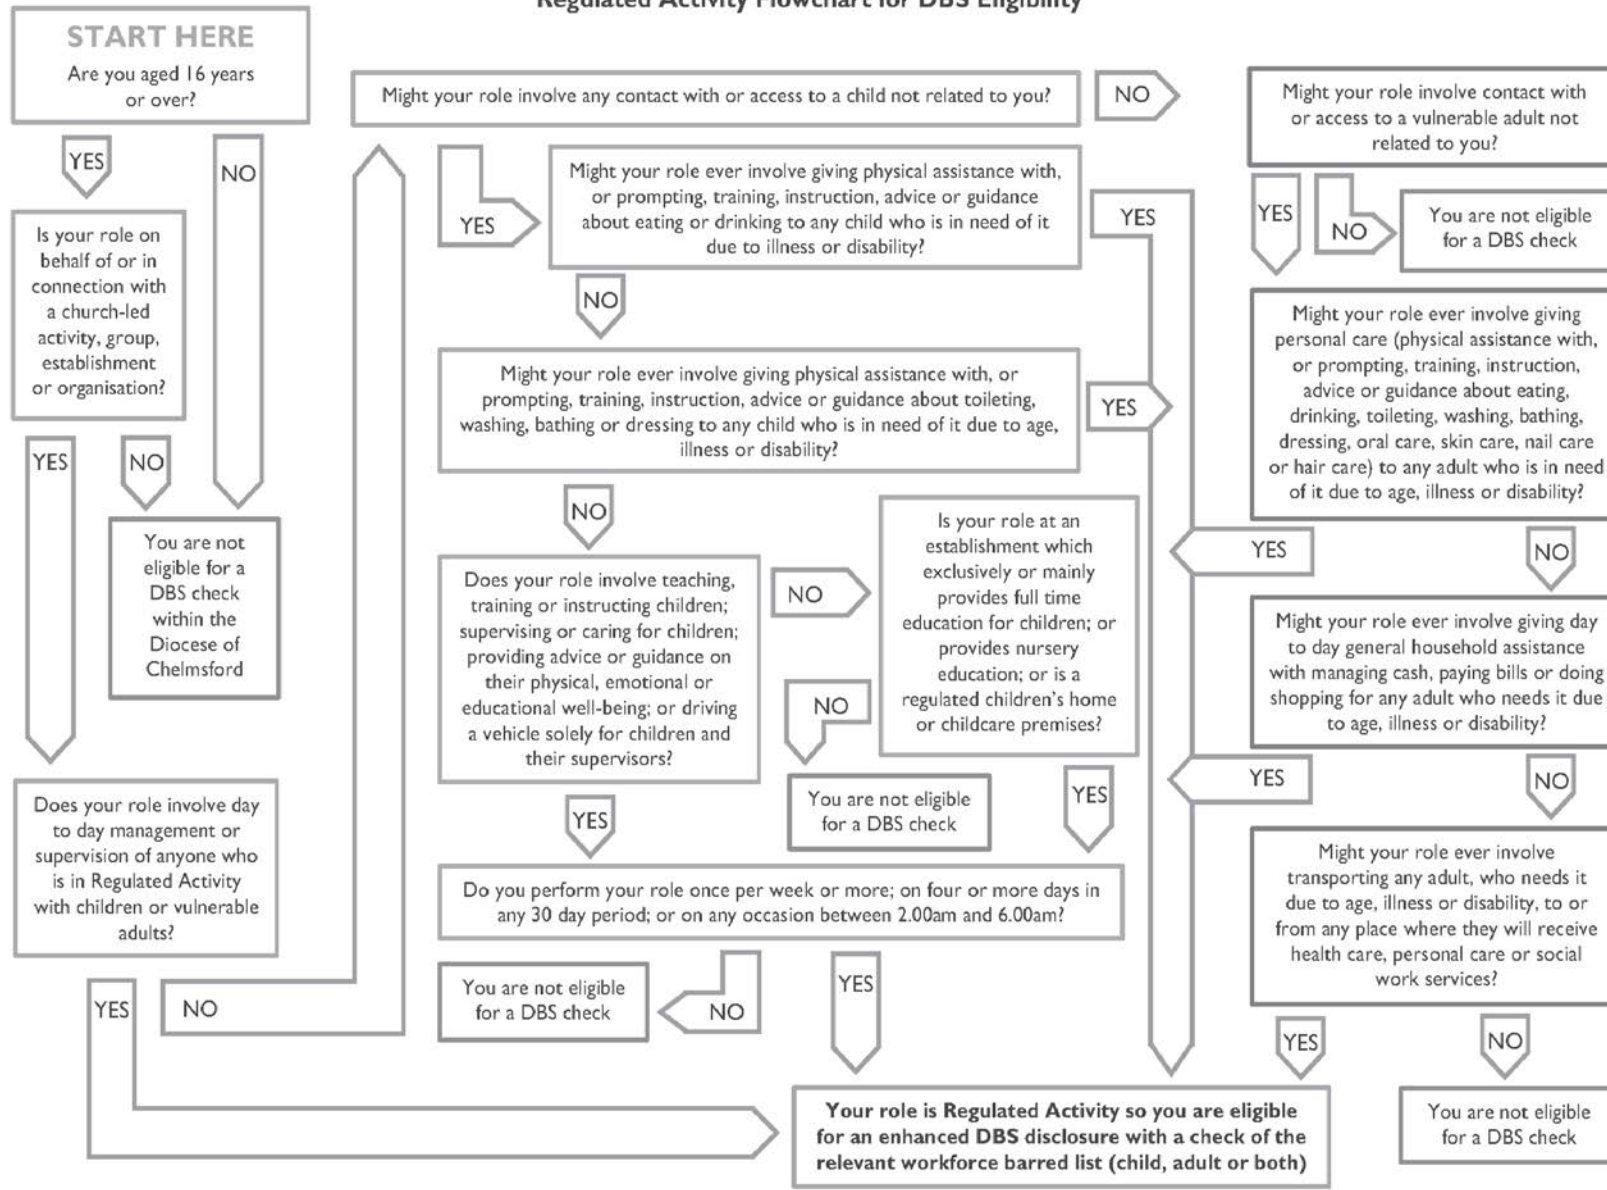 Regulated Activity Flowchart for DBS Eligibility
START HERE
Are you aged 16 years
or over?
YES
NO
Is your role on
behalf of or in
connection with
a church-led
activity, group,
establishment
or organisation?
YES
NO
You are not
eligible for a
DBS check
within the
Diocese of
Chelmsford
Does your role involve day
to day management or
supervision of anyone who
is in Regulated Activity
with children or vulnerable
adults?
YES
NO
Might your role involve any contact with or access to a child not related to you?
NO
YES
Might your role ever involve giving physical assistance with,
or prompting, training, instruction, advice or guidance
about eating or drinking to any child who is in need of it
due to illness or disability?
YES
NO
Might your role ever involve giving physical assistance with, or
prompting, training, instruction, advice or guidance about toileting,
washing, bathing or dressing to any child who is in need of it due to age,
illness or disability?
YES
NO
Does your role involve teaching,
training or instructing children;
supervising or caring for children;
providing advice or guidance on
their physical, emotional or
educational well-being; or driving
a vehicle solely for children and
their supervisors?
NO
YES
Is your role at an
establishment which
exclusively or mainly
provides full time
education for children; or
provides nursery
education; or is a
regulated children's home
or childcare premises?
NO
You are not eligible
for a DBS check
YES
Do you perform your role once per week or more; on four or more days in
any 30 day period; or on any occasion between 2.00am and 6.00am?
You are not eligible
for a DBS check
NO
YES
Might your role involve contact with
or access to a vulnerable adult not
related to you?
YES
NO
You are not eligible
for a DBS check
Might your role ever involve giving
personal care (physical assistance with,
or prompting, training, instruction,
advice or guidance about eating,
drinking, toileting, washing, bathing,
dressing, oral care, skin care, nail care
or hair care) to any adult who is in need
of it due to age, illness or disability?
YES
NO
Might your role ever involve giving day
to day general household assistance
with managing cash, paying bills or doing
shopping for any adult who needs it due
to age, illness or disability?
YES
NO
Might your role ever involve
transporting any adult, who needs it
due to age, illness or disability, to or
from any place where they will receive
health care, personal care or social
work services?
YES
NO
Your role is Regulated Activity so you are eligible
for an enhanced DBS disclosure with a check of the
relevant workforce barred list (child, adult or both)
You are not eligible
for a DBS check